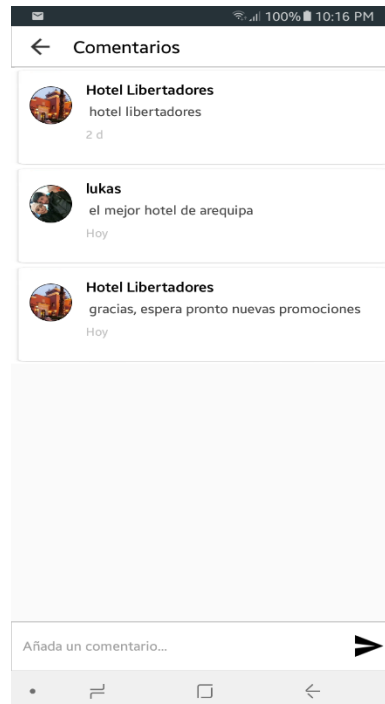 100% 10:16 PM
Comentarios
Hotel Libertadores
hotel libertadores
2 d
lukas
el mejor hotel de arequipa
Hoy
Hotel Libertadores
gracias, espera pronto nuevas promociones
Hoy
Añada un comentario...